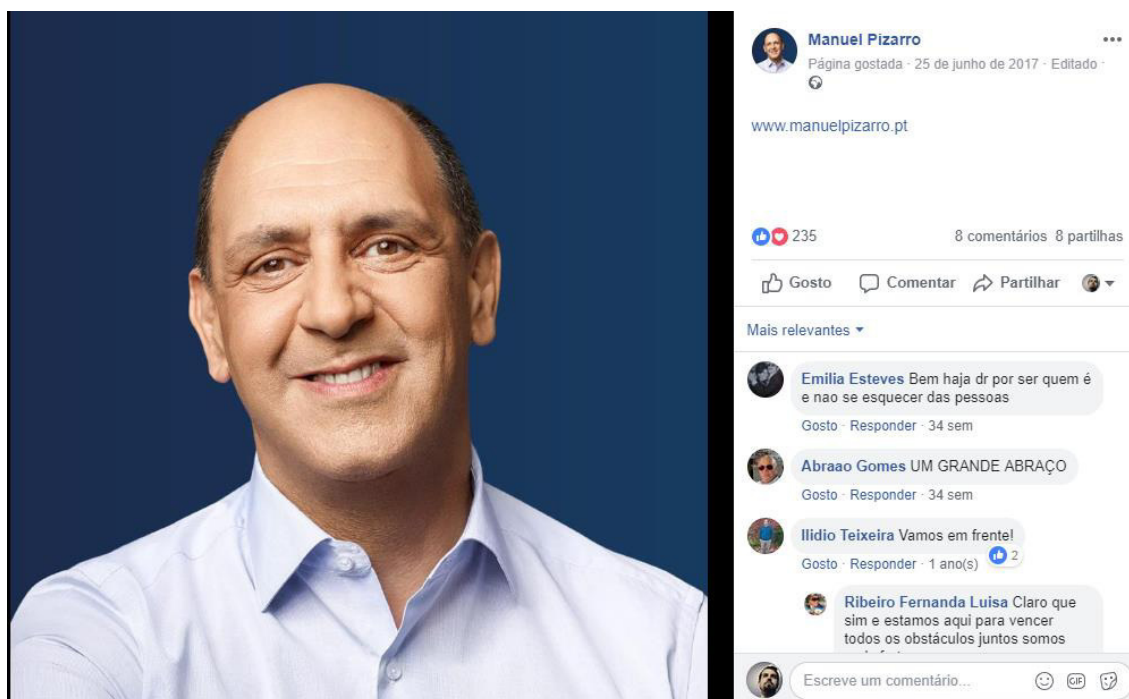 Manuel Pizarro
Página gostada · 25 de junho de 2017 · Editado ·
www.manuelpizarro.pt
235
8 comentários 8 partilhas
Gosto Comentar Partilhar
Mais relevantes
Emilia Esteves Bem haja dr por ser quem é
e nao se esquecer das pessoas
Gosto · Responder · 34 sem
Abraao Gomes UM GRANDE ABRAÇO
Gosto · Responder · 34 sem
Ilidio Teixeira Vamos em frente!
Gosto · Responder · 1 ano(s) 2
Ribeiro Fernanda Luisa Claro que
sim e estamos aqui para vencer
todos os obstáculos juntos somos
Escreve um comentário... GIF